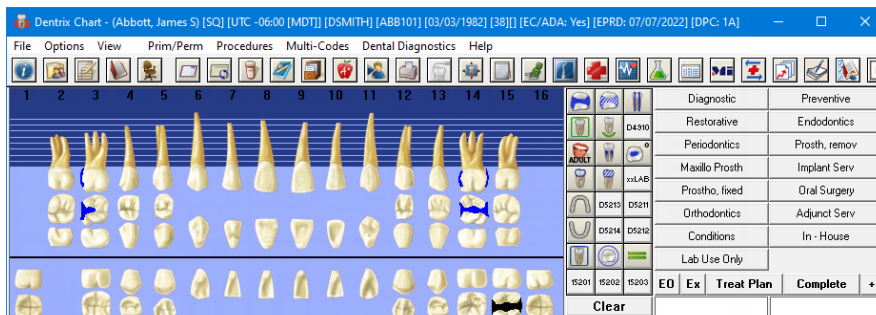 Dentrix Chart - (Abbott, James S) [SQ] [UTC -06:00 [MDT]] [DSMITH] [ABB101] [03/03/1982] [38][] [EC/ADA: Yes] [EPRD: 07/07/2022] [DPC: 1A]
File Options View Prim/Perm Procedures Multi-Codes Dental Diagnostics Help
1 2 3 4 5 6 7 8 9 10 11 12 13 14 15 16
D4910
ADULT
xxLAB
D5213 D5211
D5214 D5212
15201 15202 15203
Clear
Diagnostic Preventive
Restorative Endodontics
Periodontics Prosth, remov
Maxillo Prosth Implant Serv
Prostho, fixed Oral Surgery
Orthodontics Adjunct Serv
Conditions In - House
Lab Use Only
EO Ex Treat Plan Complete +